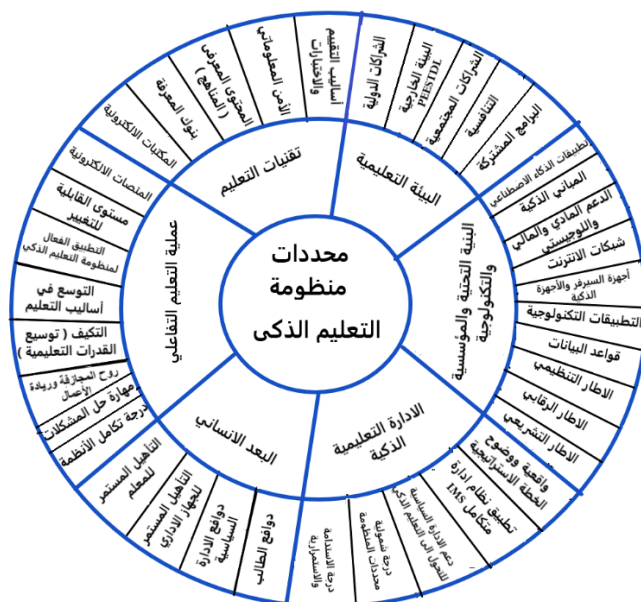 محددات
منظومة
التعليم الذكى
البيئة التعليمية
الشراكات الدولية
البيئة الخارجية
PIESTDL
الشراكات المجتمعية
التنافسية
البرامج المشتركة
البنية التحتية والمؤسسية
والتكنولوجية
تطبيقات الذكاء الاصطناعي
المباني الذكية
الدعم المادي والمالي
واللوجيستي
شبكات الانترنت
أجهزة السيرفر والأجهزة
الذكية
التطبيقات التكنولوجية
قواعد البيانات
الاطار التنظيمي
الاطار الرقابي
الاطار التشريعي
الادارة التعليمية
الذكية
واقعية ووضوح
الخطة الاستراتيجية
تطبيق نظام ادارة
متكامل IMS
دعم الادارة السياسية
للتحول الى التعليم الذكي
درجة شمولية
محددات المنظومة
درجة الاستدامة
والاستمرارية
البعد الانساني
دوافع الطالب
دوافع الادارة
السياسية
التأهيل المستمر
للجهاز الاداري
التأهيل المستمر
للمعلم
عملية التعليم التفاعلي
درجة تكامل الأنظمة
مهارة حل المشكلات
روح المجازفة وريادة
الأعمال
التكيف ( توسيع
القدرات التعليمية )
التوسع في
أساليب التعليم
التطبيق الفعال
لمنظومة التعليم الذكي
مستوى القابلية
للتغيير
المنصات الالكترونية
تقنيات التعليم
المكتبات الالكترونية
بنوك المعرفة
المحتوى المعرفى
( المناهج )
الأمن المعلوماتي
أساليب التقييم
والاختبارات